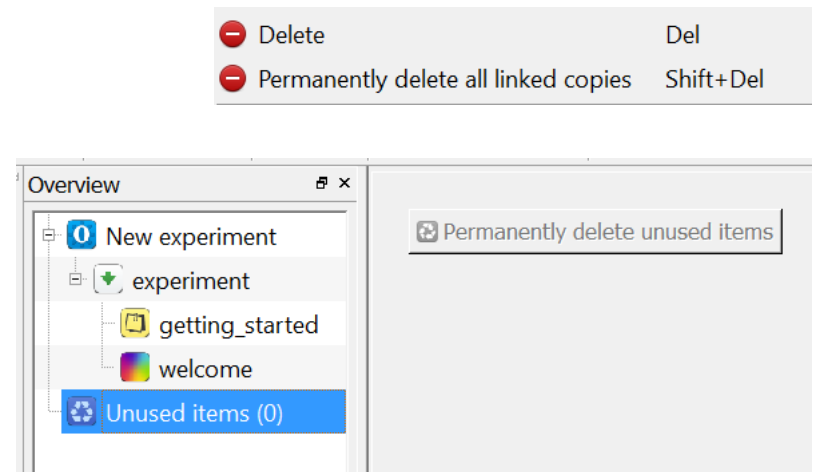 Delete Del
Permanently delete all linked copies Shift+Del
Overview
Permanently delete unused items
New experiment
experiment
getting_started
welcome
Unused items (0)